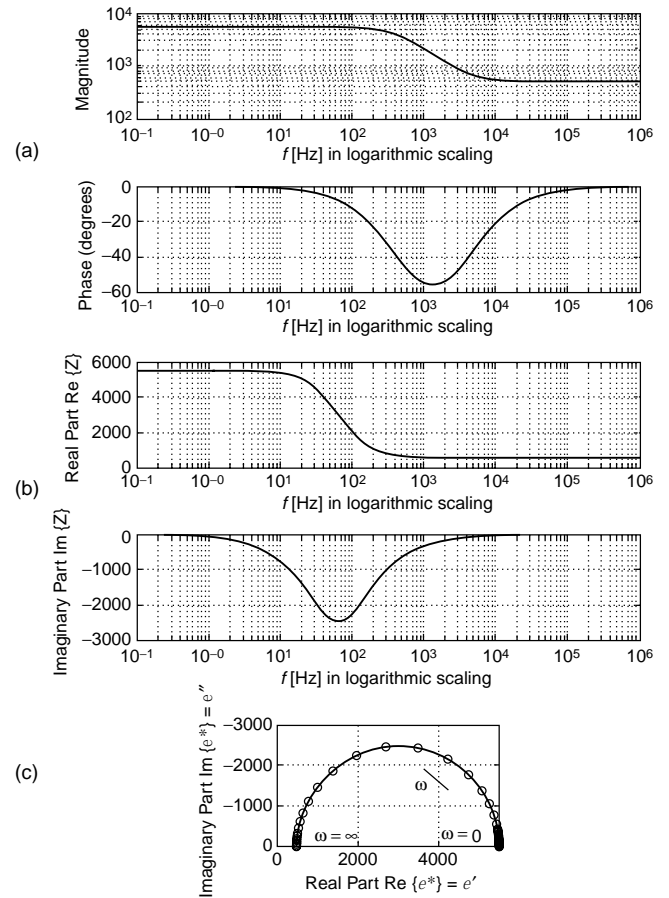 10⁴
Magnitude
10³
10²
(a)
10⁻¹ 10⁻⁰ 10¹ 10² 10³ 10⁴ 10⁵ 10⁶
f [Hz] in logarithmic scaling
Phase (degrees)
0
−20
−40
−60
10⁻¹ 10⁻⁰ 10¹ 10² 10³ 10⁴ 10⁵ 10⁶
f [Hz] in logarithmic scaling
Real Part Re {Z}
6000
4000
2000
0
10⁻¹ 10⁻⁰ 10¹ 10² 10³ 10⁴ 10⁵ 10⁶
(b)
f [Hz] in logarithmic scaling
Imaginary Part Im {Z}
0
−1000
−2000
−3000
10⁻¹ 10⁻⁰ 10¹ 10² 10³ 10⁴ 10⁵ 10⁶
f [Hz] in logarithmic scaling
(c)
Imaginary Part Im {e*} = e″
−3000
−2000
−1000
0
ω
ω = ∞ ω = 0
0 2000 4000
Real Part Re {e*} = e′